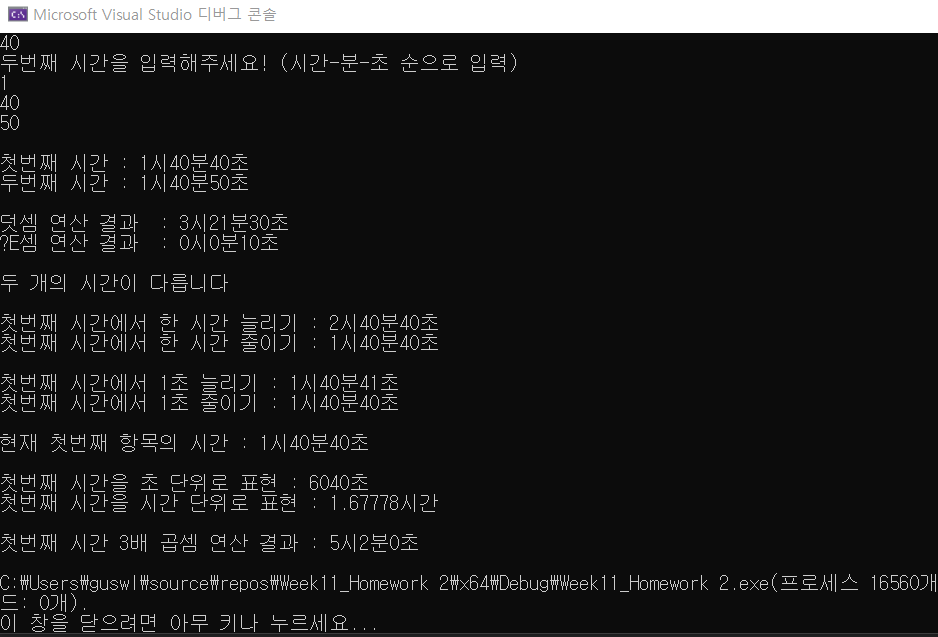 Microsoft Visual Studio 디버그 콘솔
40
두번째 시간을 입력해주세요! (시간-분-초 순으로 입력)
1
40
50
첫번째 시간 : 1시40분40초
두번째 시간 : 1시40분50초
덧셈 연산 결과 : 3시21분30초
?E셈 연산 결과 : 0시0분10초
두 개의 시간이 다릅니다
첫번째 시간에서 한 시간 늘리기 : 2시40분40초
첫번째 시간에서 한 시간 줄이기 : 1시40분40초
첫번째 시간에서 1초 늘리기 : 1시40분41초
첫번째 시간에서 1초 줄이기 : 1시40분40초
현재 첫번째 항목의 시간 : 1시40분40초
첫번째 시간을 초 단위로 표현 : 6040초
첫번째 시간을 시간 단위로 표현 : 1.67778시간
첫번째 시간 3배 곱셈 연산 결과 : 5시2분0초
C:\Users\guswl\source\repos\Week11_Homework 2\x64\Debug\Week11_Homework 2.exe(프로세스 16560개
드: 0개).
이 창을 닫으려면 아무 키나 누르세요...